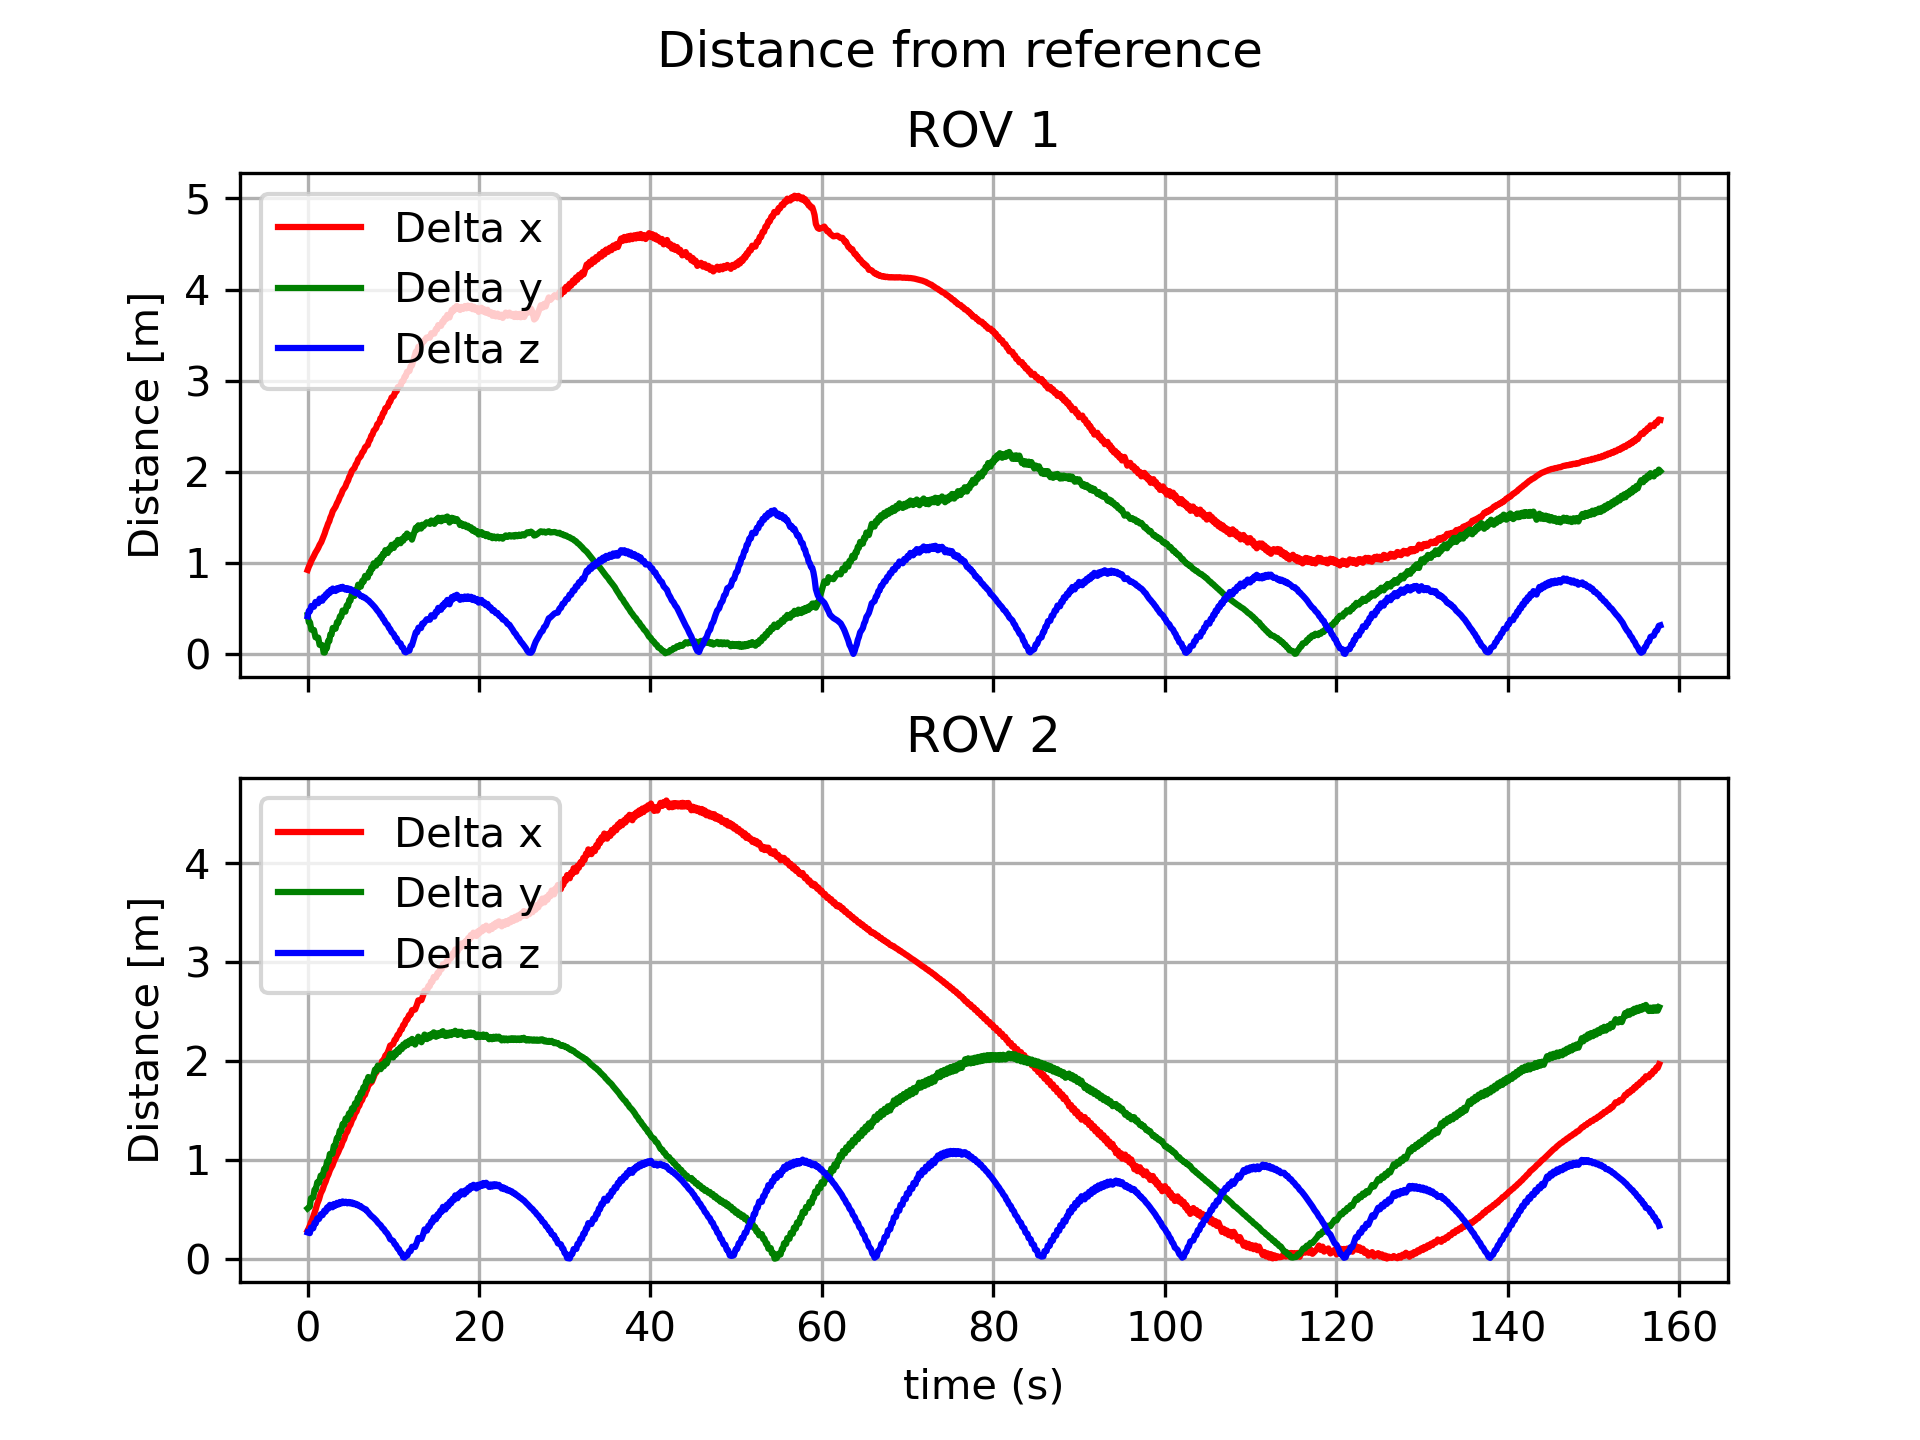 Distance from reference
ROV 1
Distance [m]
5
4
3
2
1
0
Delta x
Delta y
Delta z
ROV 2
Distance [m]
4
3
2
1
0
Delta x
Delta y
Delta z
0 20 40 60 80 100 120 140 160
time (s)